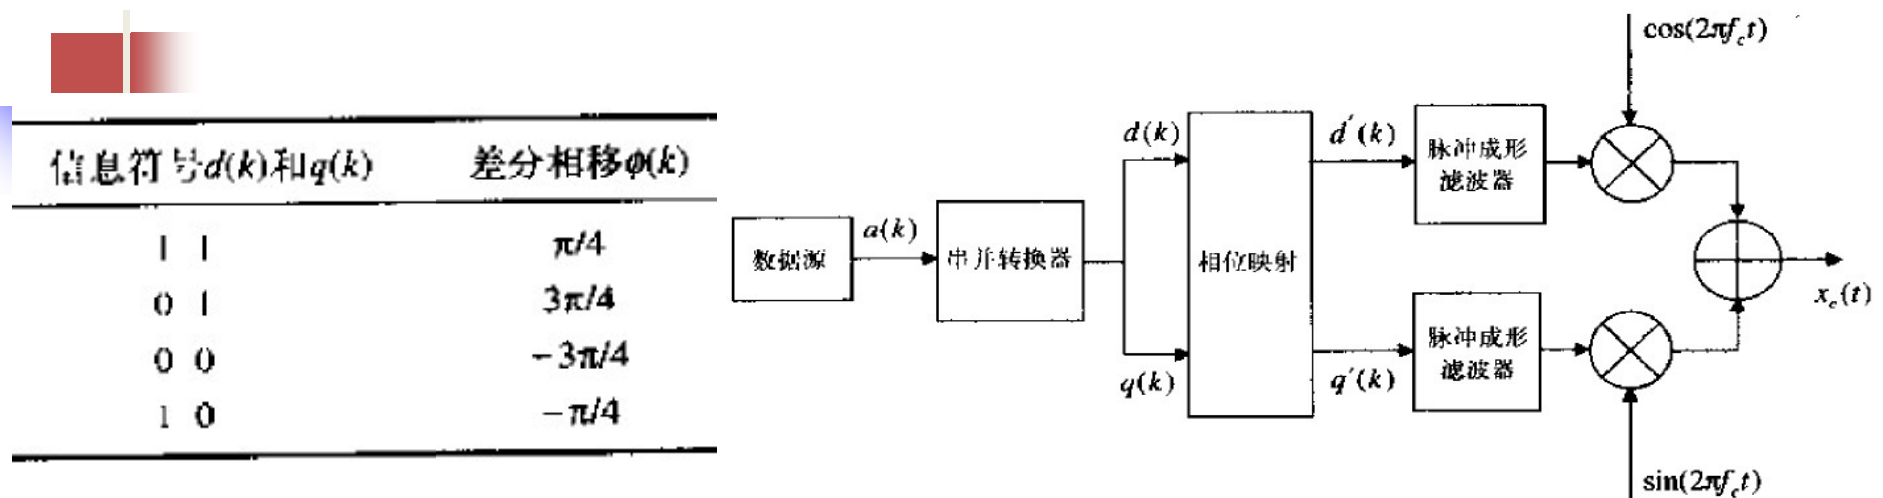 信息符号d(k)和q(k) 差分相移φ(k)
1 1 π/4
0 1 3π/4
0 0 −3π/4
1 0 −π/4
数据源
a(k)
串并转换器
d(k)
q(k)
相位映射
d′(k)
q′(k)
脉冲成形
滤波器
脉冲成形
滤波器
cos(2πf_c t)
sin(2πf_c t)
x_c(t)